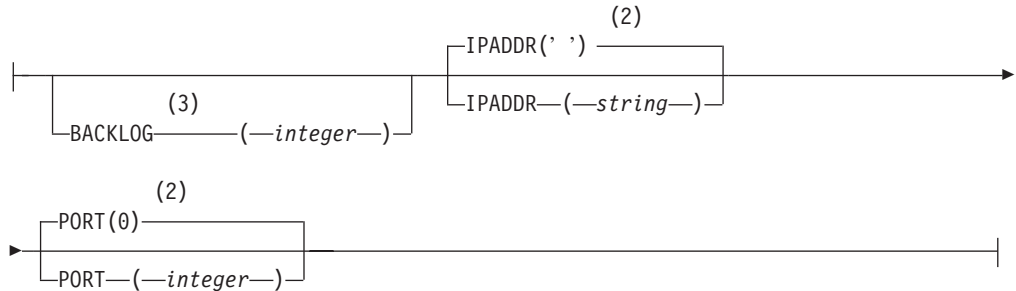 (2)
IPADDR(' ')
(3)
IPADDR (string)
BACKLOG (integer)
(2)
PORT(0)
PORT (integer)